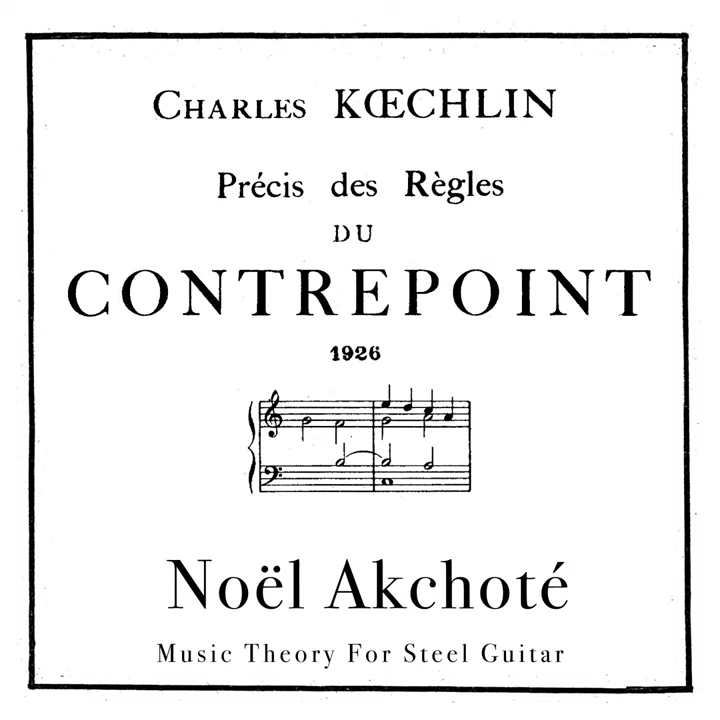 Charles KŒCHLIN
Précis des Règles
DU
CONTREPOINT
1926
Noël Akchoté
Music Theory For Steel Guitar